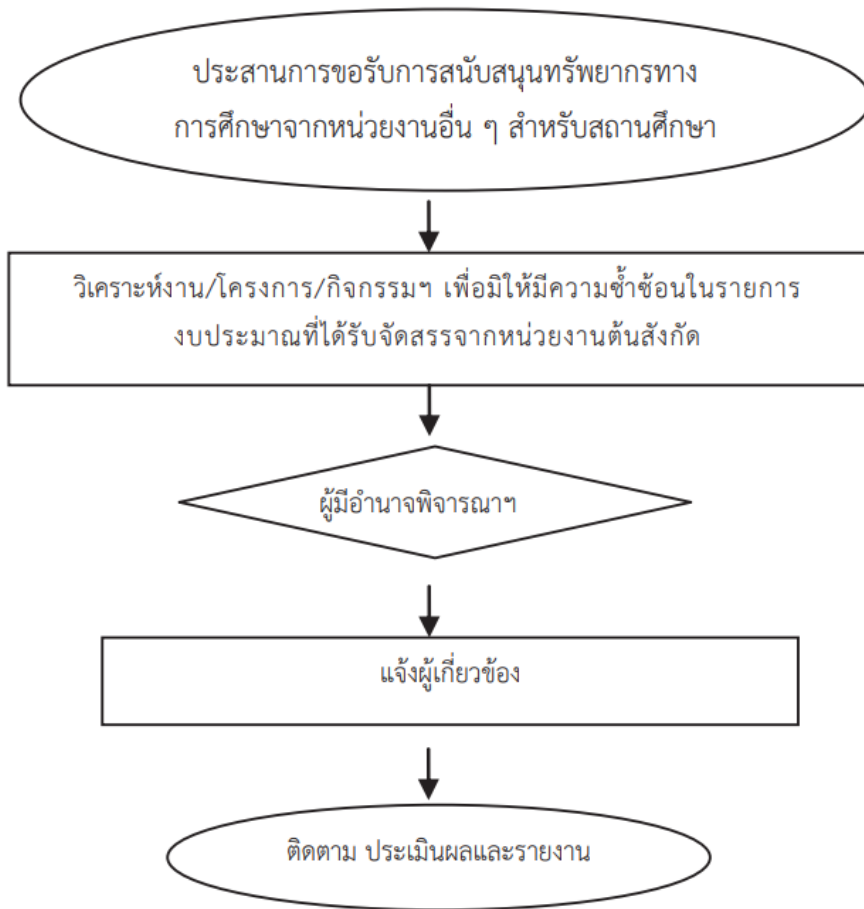 ประสานการขอรับการสนับสนุนทรัพยากรทาง
การศึกษาจากหน่วยงานอื่น ๆ สำหรับสถานศึกษา
วิเคราะห์งาน/โครงการ/กิจกรรมฯ เพื่อมิให้มีความซ้ำซ้อนในรายการ
งบประมาณที่ได้รับจัดสรรจากหน่วยงานต้นสังกัด
ผู้มีอำนาจพิจารณาฯ
แจ้งผู้เกี่ยวข้อง
ติดตาม ประเมินผลและรายงาน